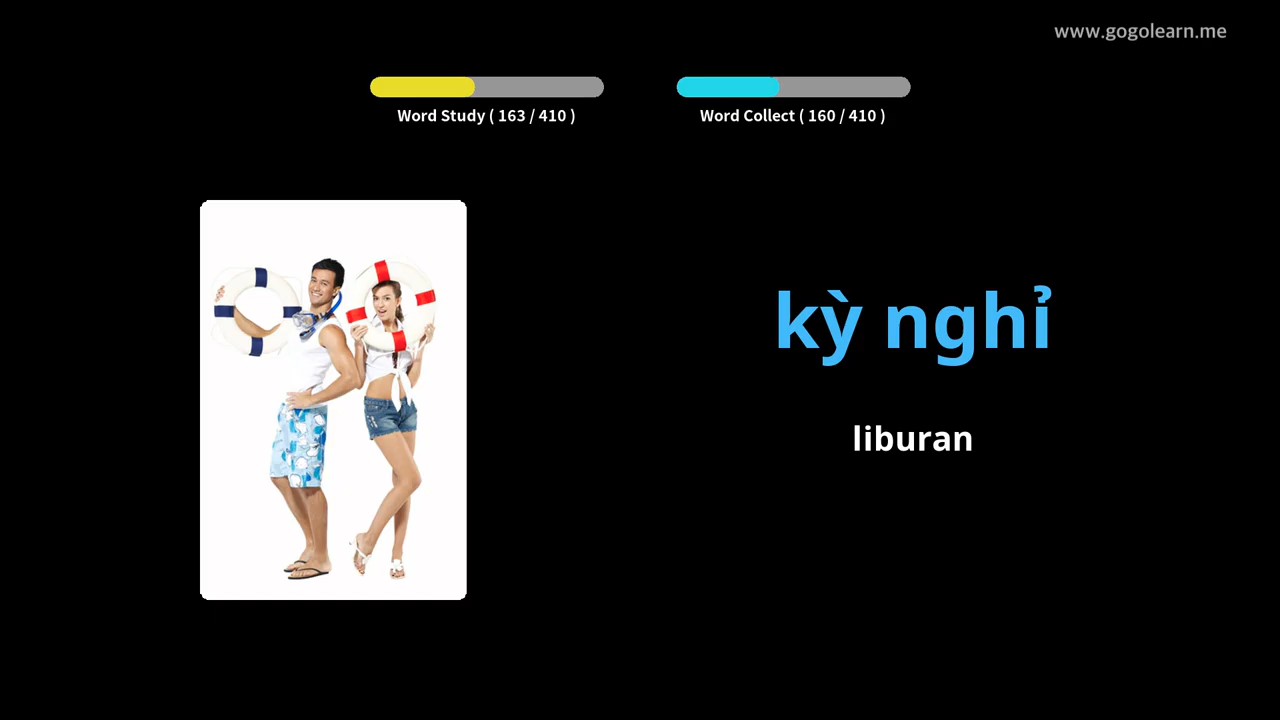 www.gogolearn.me
Word Study ( 163 / 410 )
Word Collect ( 160 / 410 )
kỳ nghỉ
liburan